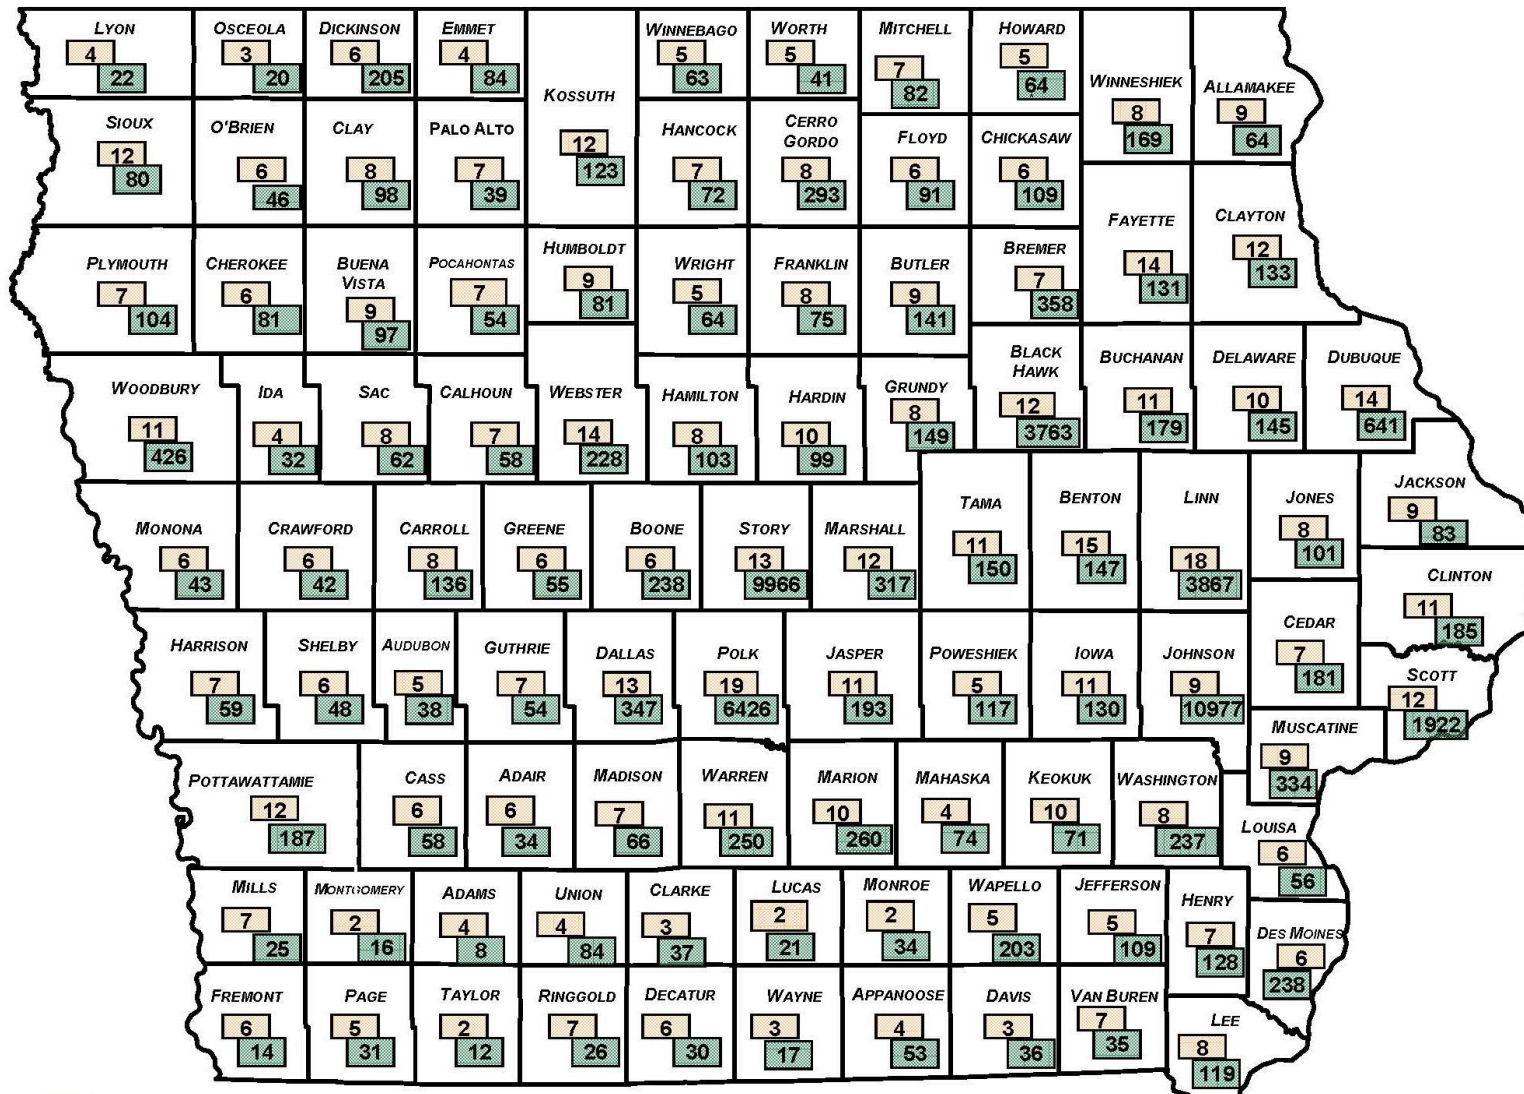 LYON
4
22
OSCEOLA
3
20
DICKINSON
6
205
EMMET
4
84
KOSSUTH
12
123
WINNEBAGO
5
63
WORTH
5
41
MITCHELL
7
82
HOWARD
5
64
WINNESHIEK
8
169
ALLAMAKEE
9
64
SIOUX
12
80
O'BRIEN
6
46
CLAY
8
98
PALO ALTO
7
39
HANCOCK
7
72
CERRO
GORDO
8
293
FLOYD
6
91
CHICKASAW
6
109
FAYETTE
14
131
CLAYTON
12
133
PLYMOUTH
7
104
CHEROKEE
6
81
BUENA
VISTA
9
97
POCAHONTAS
7
54
HUMBOLDT
9
81
WRIGHT
5
64
FRANKLIN
8
75
BUTLER
9
141
BREMER
7
358
WOODBURY
11
426
IDA
4
32
SAC
8
62
CALHOUN
7
58
WEBSTER
14
228
HAMILTON
8
103
HARDIN
10
99
GRUNDY
8
149
BLACK
HAWK
12
3763
BUCHANAN
11
179
DELAWARE
10
145
DUBUQUE
14
641
MONONA
6
43
CRAWFORD
6
42
CARROLL
8
136
GREENE
6
55
BOONE
6
238
STORY
13
9966
MARSHALL
12
317
TAMA
11
150
BENTON
15
147
LINN
18
3867
JONES
8
101
JACKSON
9
83
CLINTON
11
185
HARRISON
7
59
SHELBY
6
48
AUDUBON
5
38
GUTHRIE
7
54
DALLAS
13
347
POLK
19
6426
JASPER
11
193
POWESHIEK
5
117
IOWA
11
130
JOHNSON
9
10977
CEDAR
7
181
SCOTT
12
1922
MUSCATINE
9
334
POTTAWATTAMIE
12
187
CASS
6
58
ADAIR
6
34
MADISON
7
66
WARREN
11
250
MARION
10
260
MAHASKA
4
74
KEOKUK
10
71
WASHINGTON
8
237
LOUISA
6
56
MILLS
7
25
MONTGOMERY
2
16
ADAMS
4
8
UNION
4
84
CLARKE
3
37
LUCAS
2
21
MONROE
2
34
WAPELLO
5
203
JEFFERSON
5
109
HENRY
7
128
DES MOINES
6
238
FREMONT
6
14
PAGE
5
31
TAYLOR
2
12
RINGGOLD
7
26
DECATUR
6
30
WAYNE
3
17
APPANOOSE
4
53
DAVIS
3
36
VAN BUREN
7
35
LEE
8
119